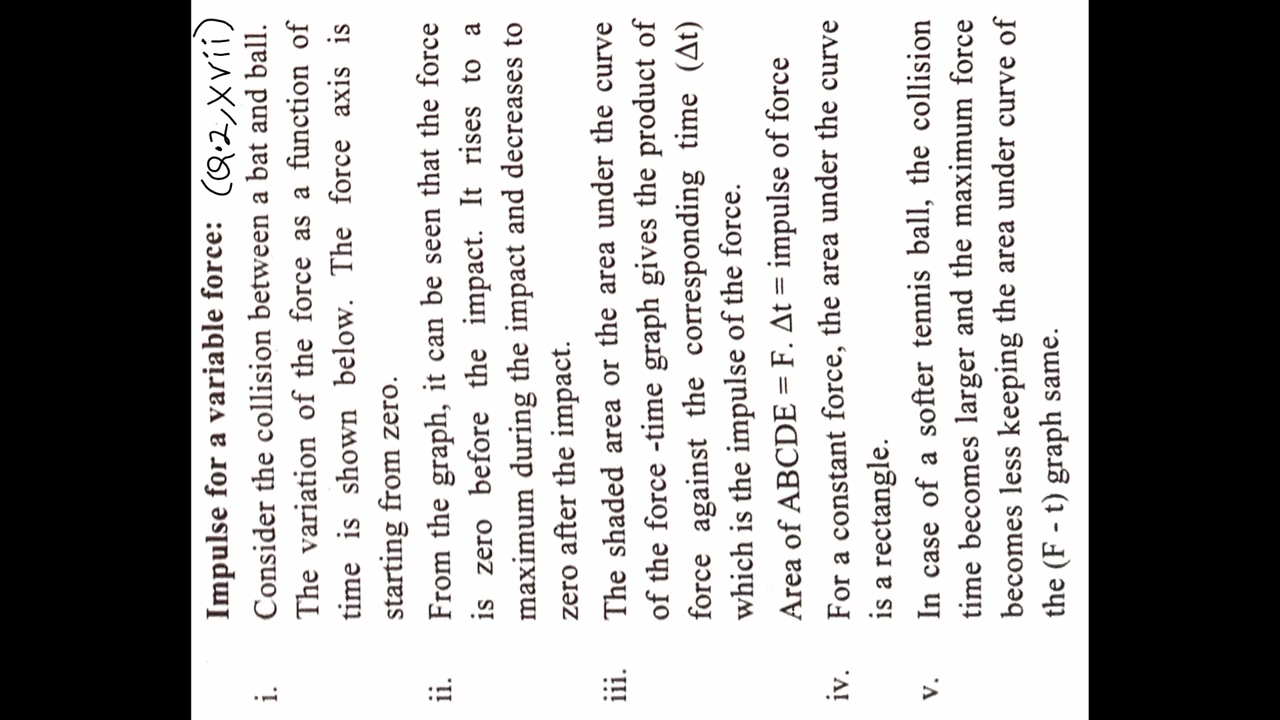 Impulse for a variable force: (Q.2, xvii)
i. Consider the collision between a bat and ball.
The variation of the force as a function of
time is shown below. The force axis is
starting from zero.
ii. From the graph, it can be seen that the force
is zero before the impact. It rises to a
maximum during the impact and decreases to
zero after the impact.
iii. The shaded area or the area under the curve
of the force -time graph gives the product of
force against the corresponding time (Δt)
which is the impulse of the force.
Area of ABCDE = F. Δt = impulse of force
iv. For a constant force, the area under the curve
is a rectangle.
v. In case of a softer tennis ball, the collision
time becomes larger and the maximum force
becomes less keeping the area under curve of
the (F - t) graph same.